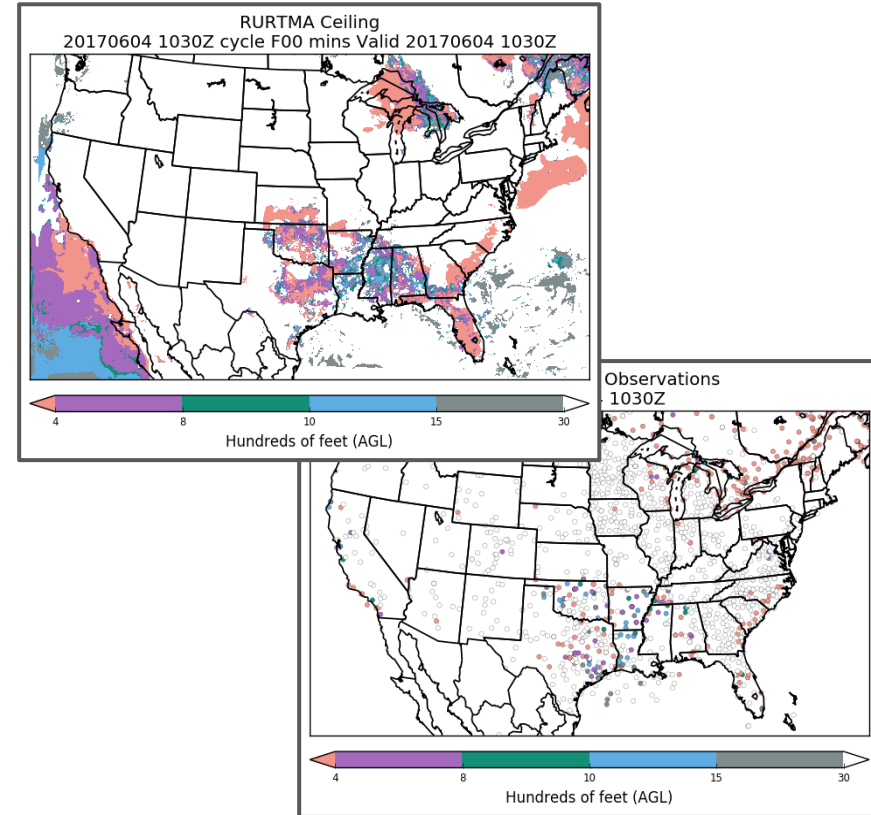 RURTMA Ceiling
20170604 1030Z cycle F00 mins Valid 20170604 1030Z
4 8 10 15 30
Hundreds of feet (AGL)
Observations
1030Z
4 8 10 15 30
Hundreds of feet (AGL)